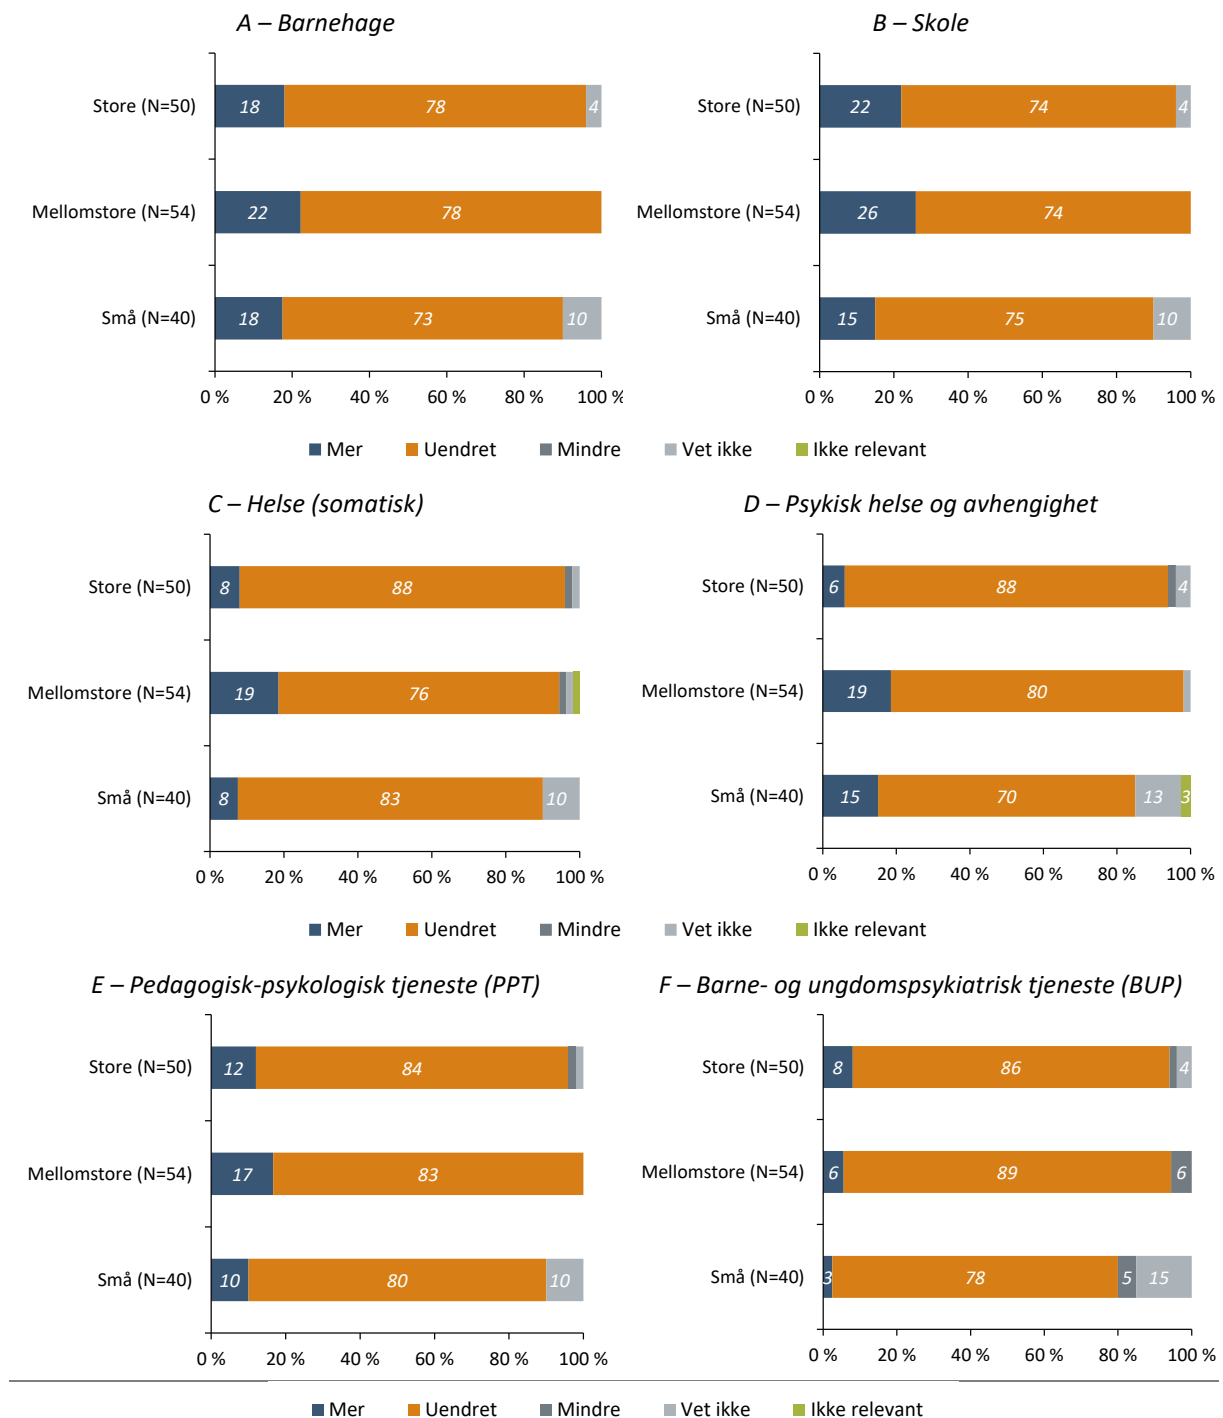 A – Barnehage
Store (N=50) 18 78 4
Mellomstore (N=54) 22 78
Små (N=40) 18 73 10
0 % 20 % 40 % 60 % 80 % 100 %
B – Skole
Store (N=50) 22 74 4
Mellomstore (N=54) 26 74
Små (N=40) 15 75 10
0 % 20 % 40 % 60 % 80 % 100 %
Mer Uendret Mindre Vet ikke Ikke relevant
C – Helse (somatisk)
Store (N=50) 8 88
Mellomstore (N=54) 19 76
Små (N=40) 8 83 10
0 % 20 % 40 % 60 % 80 % 100 %
D – Psykisk helse og avhengighet
Store (N=50) 6 88 4
Mellomstore (N=54) 19 80
Små (N=40) 15 70 13 3
0 % 20 % 40 % 60 % 80 % 100 %
Mer Uendret Mindre Vet ikke Ikke relevant
E – Pedagogisk-psykologisk tjeneste (PPT)
Store (N=50) 12 84
Mellomstore (N=54) 17 83
Små (N=40) 10 80 10
0 % 20 % 40 % 60 % 80 % 100 %
F – Barne- og ungdomspsykiatrisk tjeneste (BUP)
Store (N=50) 8 86 4
Mellomstore (N=54) 6 89 6
Små (N=40) 3 78 5 15
0 % 20 % 40 % 60 % 80 % 100 %
Mer Uendret Mindre Vet ikke Ikke relevant